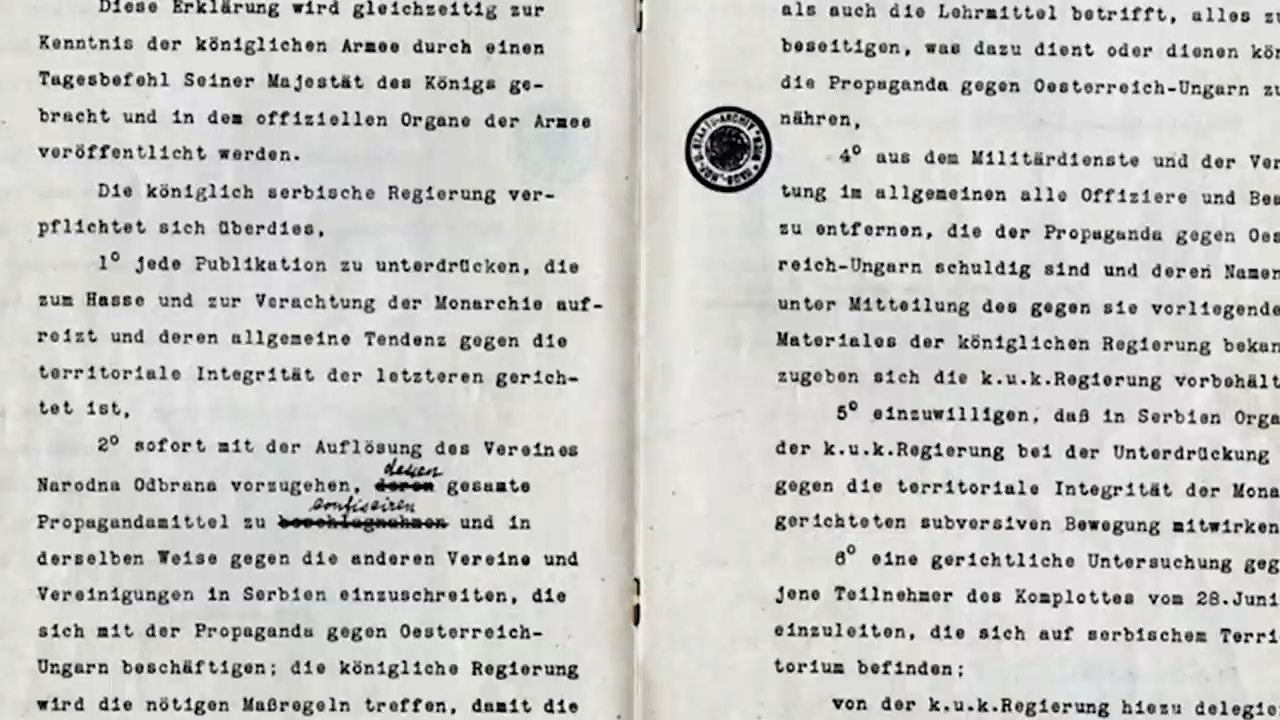 Diese Erklärung wird gleichzeitig zur
Kenntnis der königlichen Armee durch einen
Tagesbefehl Seiner Majestät des Königs ge-
bracht und in dem offiziellen Organe der Armee
veröffentlicht werden.
Die königlich serbische Regierung ver-
pflichtet sich überdies,
1° jede Publikation zu unterdrücken, die
zum Hasse und zur Verachtung der Monarchie auf-
reizt und deren allgemeine Tendenz gegen die
territoriale Integrität der letzteren gerich-
tet ist,
2° sofort mit der Auflösung des Vereines
dessen
Narodna Odbrana vorzugehen, deren gesamte
confisciren
Propagandamittel zu beschlagnahmen und in
derselben Weise gegen die anderen Vereine und
Vereinigungen in Serbien einzuschreiten, die
sich mit der Propaganda gegen Oesterreich-
Ungarn beschäftigen; die königliche Regierung
wird die nötigen Maßregeln treffen, damit die
als auch die Lehrmittel betrifft, alles zu
beseitigen, was dazu dient oder dienen kön
die Propaganda gegen Oesterreich-Ungarn zu
nähren,
4° aus dem Militärdienste und der Ver
tung im allgemeinen alle Offiziere und Bea
zu entfernen, die der Propaganda gegen Oes
reich-Ungarn schuldig sind und deren Namen
unter Mitteilung des gegen sie vorliegende
Materiales der königlichen Regierung bekan
zugeben sich die k.u.k.Regierung vorbehält
5° einzuwilligen, daß in Serbien Orga
der k.u.k.Regierung bei der Unterdrückung
gegen die territoriale Integrität der Mona
gerichteten subversiven Bewegung mitwirken
6° eine gerichtliche Untersuchung geg
jene Teilnehmer des Komplottes vom 28.Juni
einzuleiten, die sich auf serbischem Terri
torium befinden;
von der k.u.k.Regierung hiezu delegie